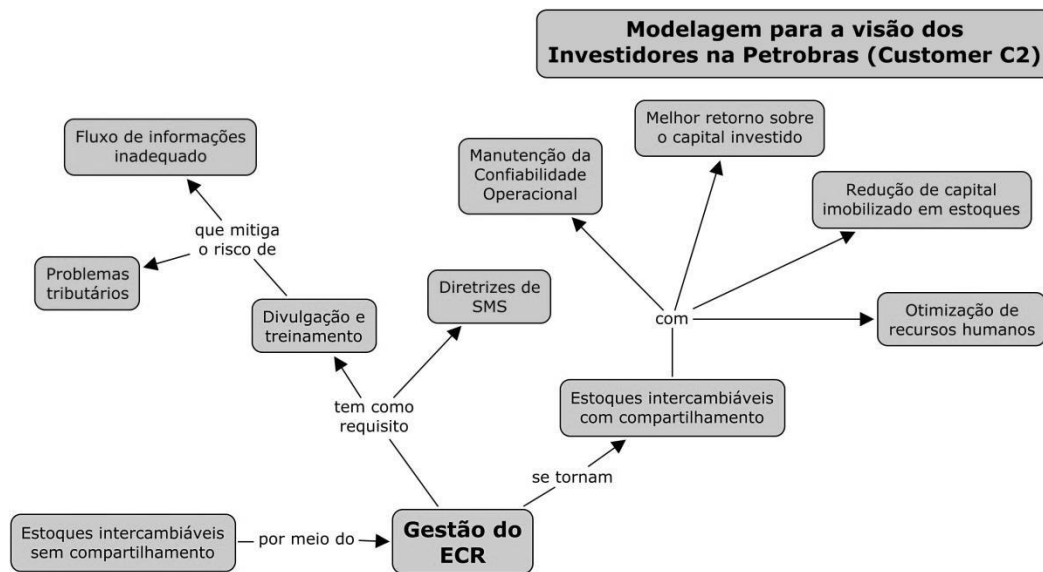 Modelagem para a visão dos
Investidores na Petrobras (Customer C2)
Fluxo de informações
inadequado
Melhor retorno sobre
o capital investido
Manutenção da
Confiabilidade
Operacional
Redução de capital
imobilizado em estoques
que mitiga
o risco de
Problemas
tributários
Diretrizes de
SMS
Divulgação e
treinamento
com
Otimização de
recursos humanos
tem como
requisito
Estoques intercambiáveis
com compartilhamento
se tornam
Estoques intercambiáveis
sem compartilhamento
por meio do
Gestão do
ECR